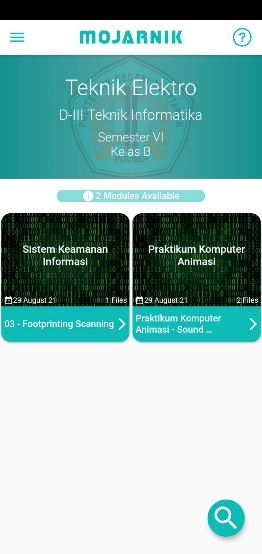 MOJARNIK
Teknik Elektro
D-III Teknik Informatika
Semester VI
Kelas B
2 Modules Available
Sistem Keamanan
Informasi
29 August 21
1 Files
03 - Footprinting Scanning
Praktikum Komputer
Animasi
29 August 21
2 Files
Praktikum Komputer
Animasi - Sound ...